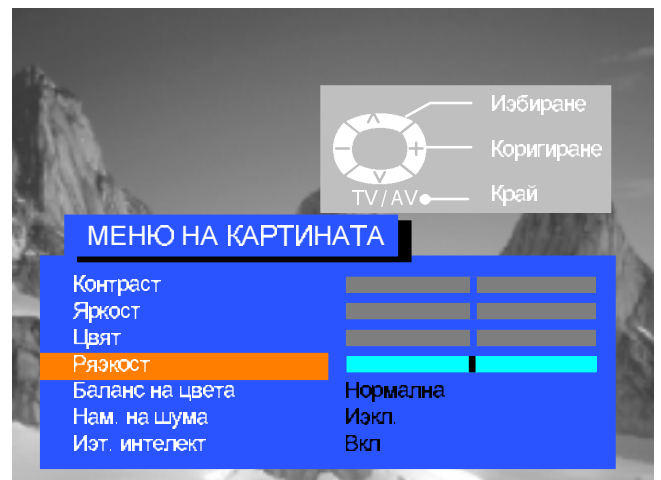 Иэбиране
Коригиране
TV/AV
Край
МЕНЮ НА КАРТИНАТА
Контраст
Яркост
Цвят
Ряэкост
Баланс на цвета Нормална
Нам. на шума Иэкл.
Иэт. интелект Вкл